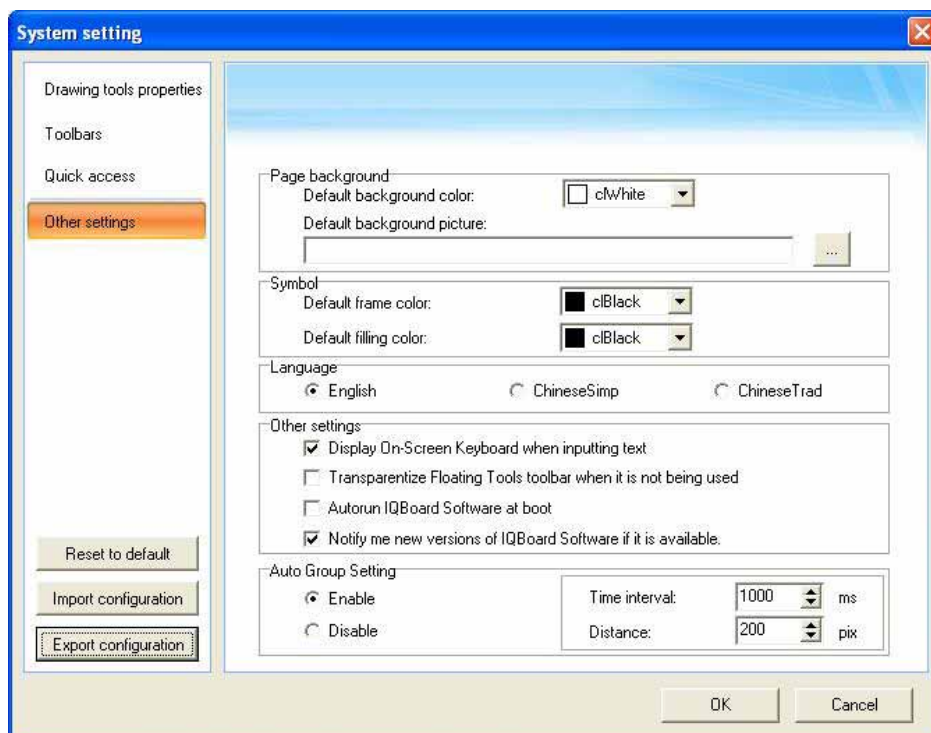 System setting
Drawing tools properties
Toolbars
Quick access
Other settings
Reset to default
Import configuration
Export configuration
Page background
Default background color: clWhite
Default background picture:
...
Symbol
Default frame color: clBlack
Default filling color: clBlack
Language
English ChineseSimp ChineseTrad
Other settings
Display On-Screen Keyboard when inputting text
Transparentize Floating Tools toolbar when it is not being used
Autorun IQBoard Software at boot
Notify me new versions of IQBoard Software if it is available.
Auto Group Setting
Enable Time interval: 1000 ms
Disable Distance: 200 pix
OK Cancel